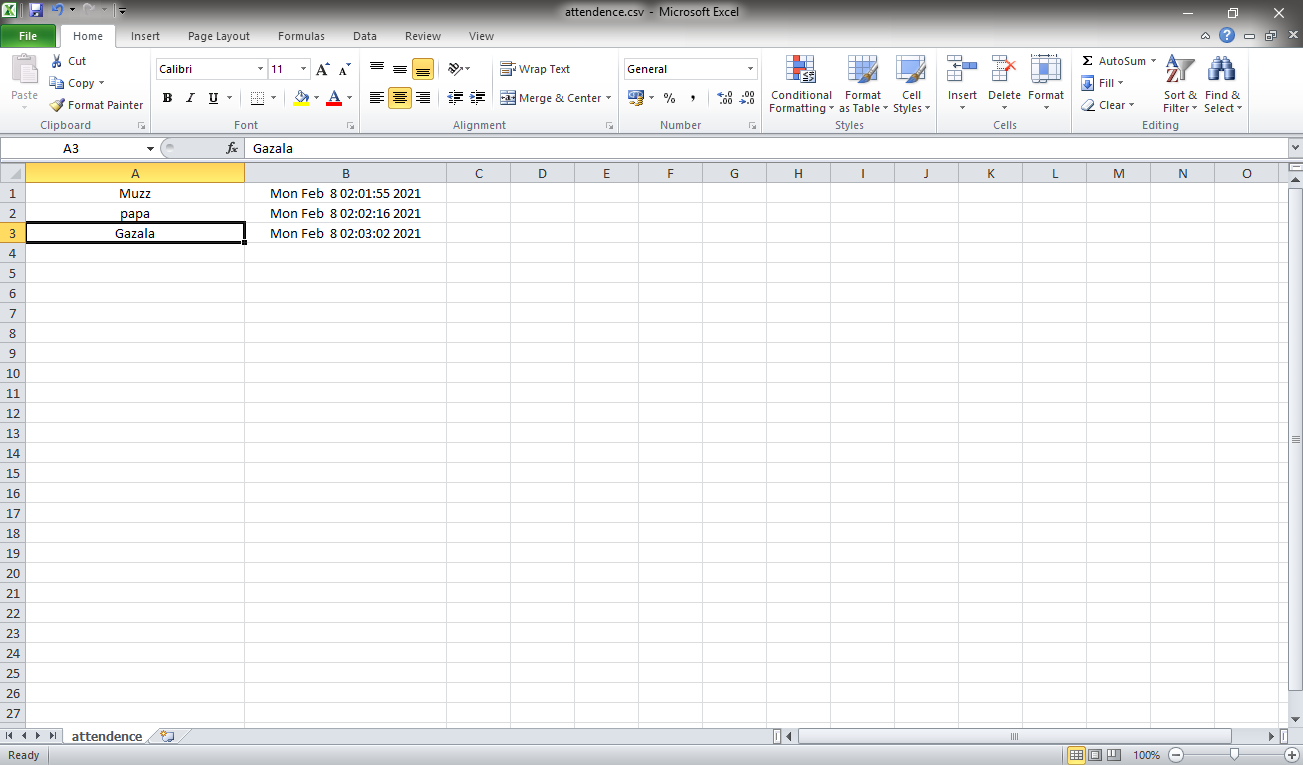 attendence.csv - Microsoft Excel
File Home Insert Page Layout Formulas Data Review View
Paste
Cut
Copy
Format Painter
Clipboard
Calibri 11
B I U
Font
Wrap Text
Merge & Center
Alignment
General
% ,
Number
Conditional Formatting
Format as Table
Cell Styles
Styles
Insert
Delete
Format
Cells
Σ AutoSum
Fill
Clear
Sort & Filter
Find & Select
Editing
A3 fx Gazala
A B C D E F G H I J K L M N O
1 Muzz Mon Feb 8 02:01:55 2021
2 papa Mon Feb 8 02:02:16 2021
3 Gazala Mon Feb 8 02:03:02 2021
4
5
6
7
8
9
10
11
12
13
14
15
16
17
18
19
20
21
22
23
24
25
26
27
attendence
Ready 100%